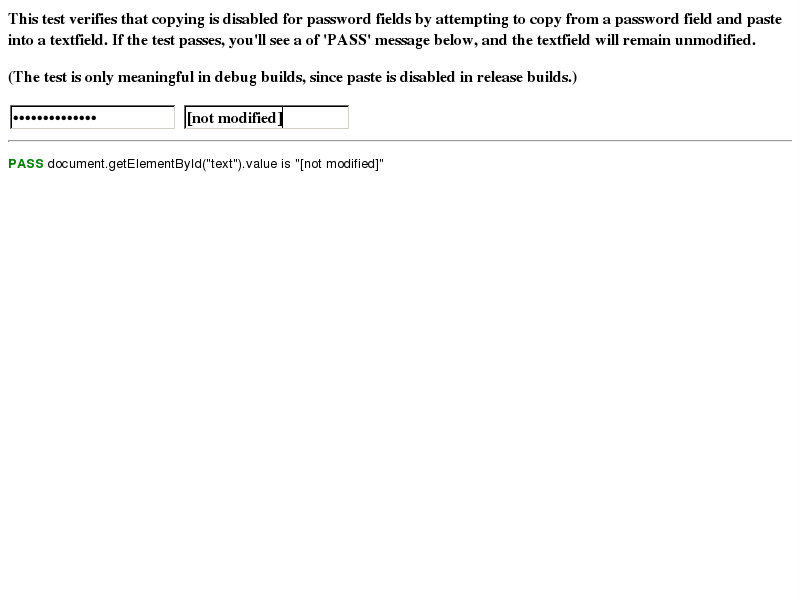 This test verifies that copying is disabled for password fields by attempting to copy from a password field and paste
into a textfield. If the test passes, you'll see a of 'PASS' message below, and the textfield will remain unmodified.
(The test is only meaningful in debug builds, since paste is disabled in release builds.)
•••••••••••••• [not modified]
PASS document.getElementById("text").value is "[not modified]"